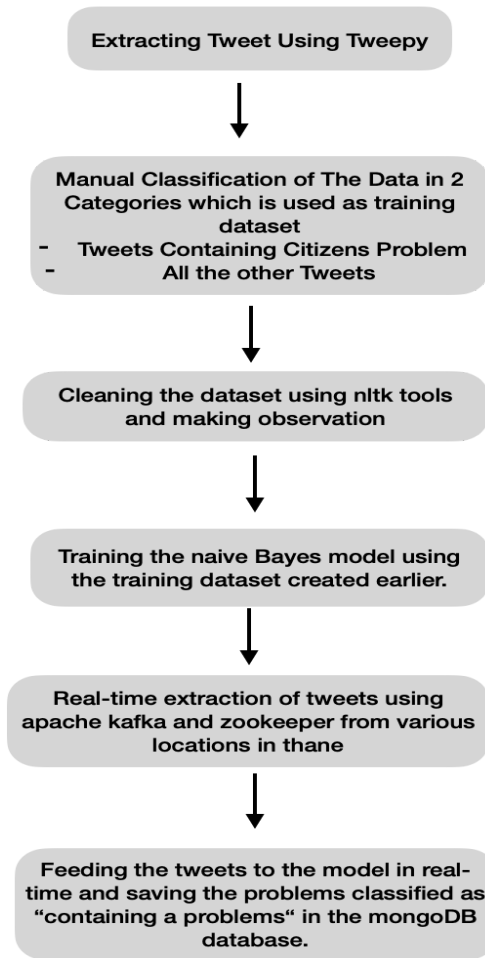 Extracting Tweet Using Tweepy
Manual Classification of The Data in 2
Categories which is used as training
dataset
- Tweets Containing Citizens Problem
- All the other Tweets
Cleaning the dataset using nltk tools
and making observation
Training the naive Bayes model using
the training dataset created earlier.
Real-time extraction of tweets using
apache kafka and zookeeper from various
locations in thane
Feeding the tweets to the model in real-
time and saving the problems classified as
“containing a problems“ in the mongoDB
database.